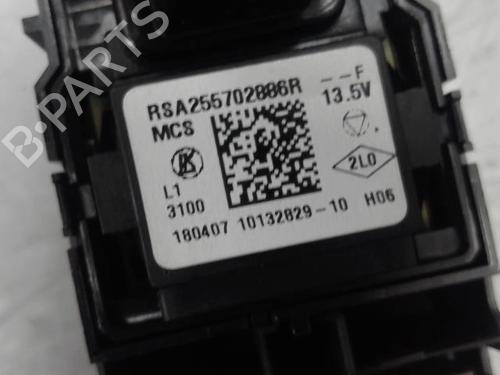 RSA255702886R
--F
13.5V
MCS
K
2L0
L1
3100
180407 10132829-10 H06
B-PARTS